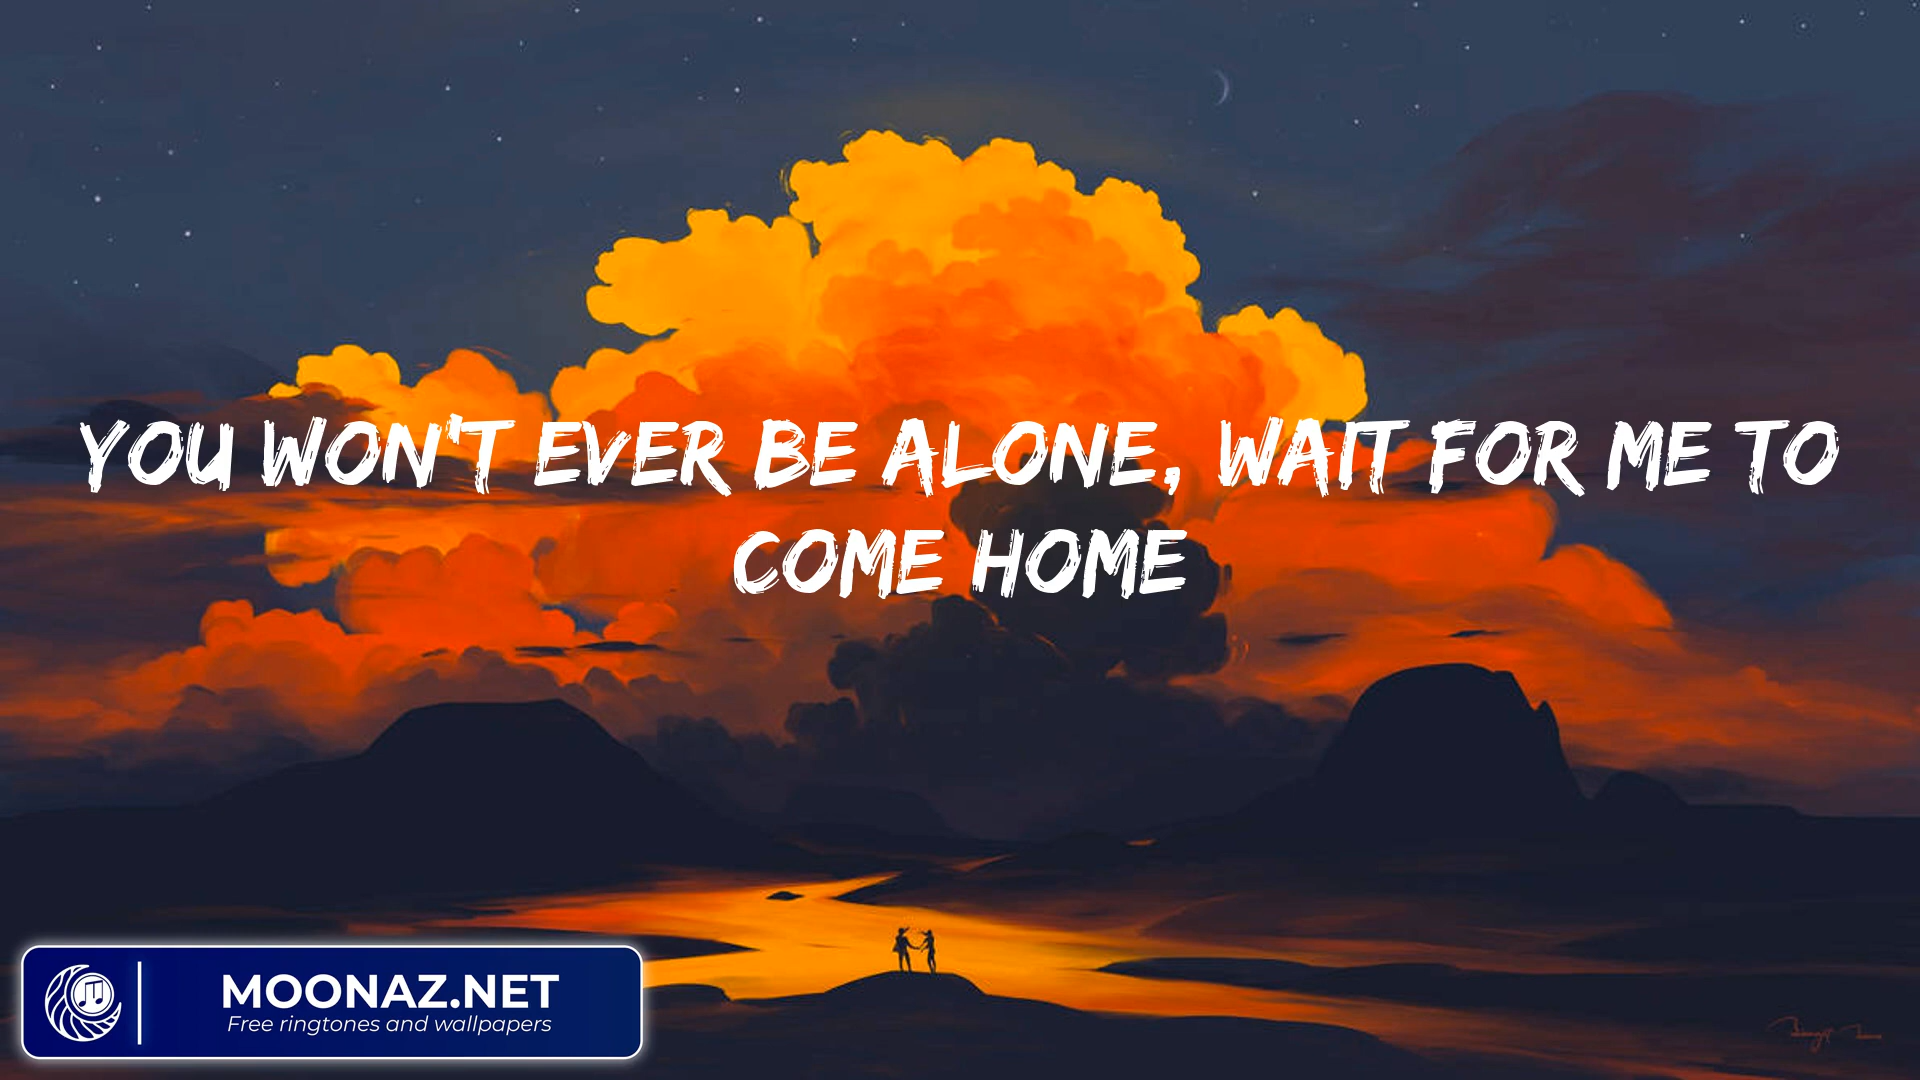 YOU WON'T EVER BE ALONE, WAIT FOR ME TO
COME HOME
MOONAZ.NET
Free ringtones and wallpapers